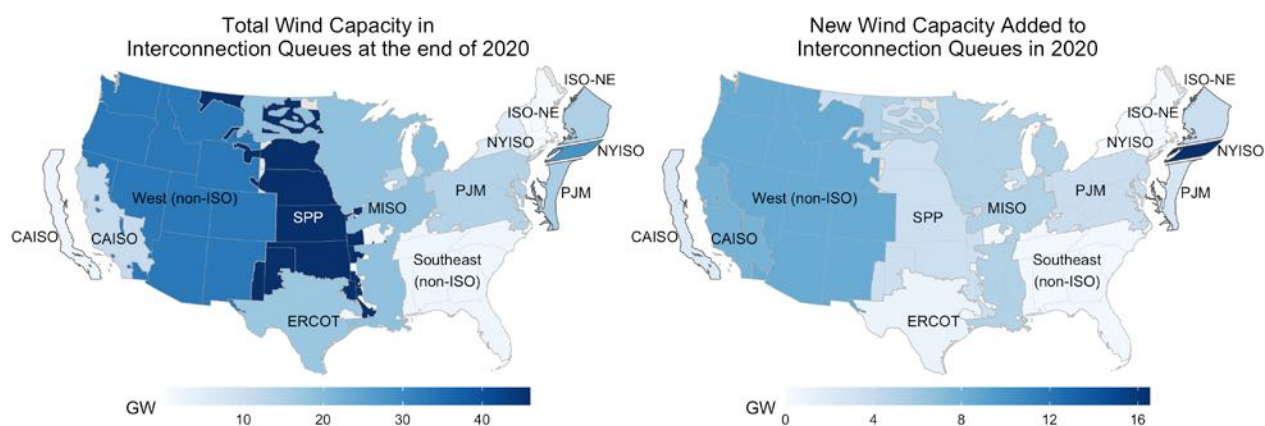 Total Wind Capacity in
Interconnection Queues at the end of 2020
ISO-NE
ISO-NE
NYISO
NYISO
PJM
PJM
West (non-ISO)
MISO
SPP
CAISO
CAISO
Southeast
(non-ISO)
ERCOT
GW
10 20 30 40
New Wind Capacity Added to
Interconnection Queues in 2020
ISO-NE
ISO-NE
NYISO
NYISO
PJM
PJM
West (non-ISO)
MISO
SPP
CAISO
CAISO
Southeast
(non-ISO)
ERCOT
GW
0 4 8 12 16